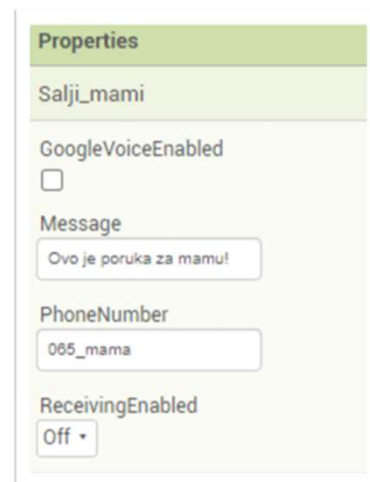 Properties
Salji_mami
GoogleVoiceEnabled
Message
Ovo je poruka za mamu!
PhoneNumber
065_mama
ReceivingEnabled
Off